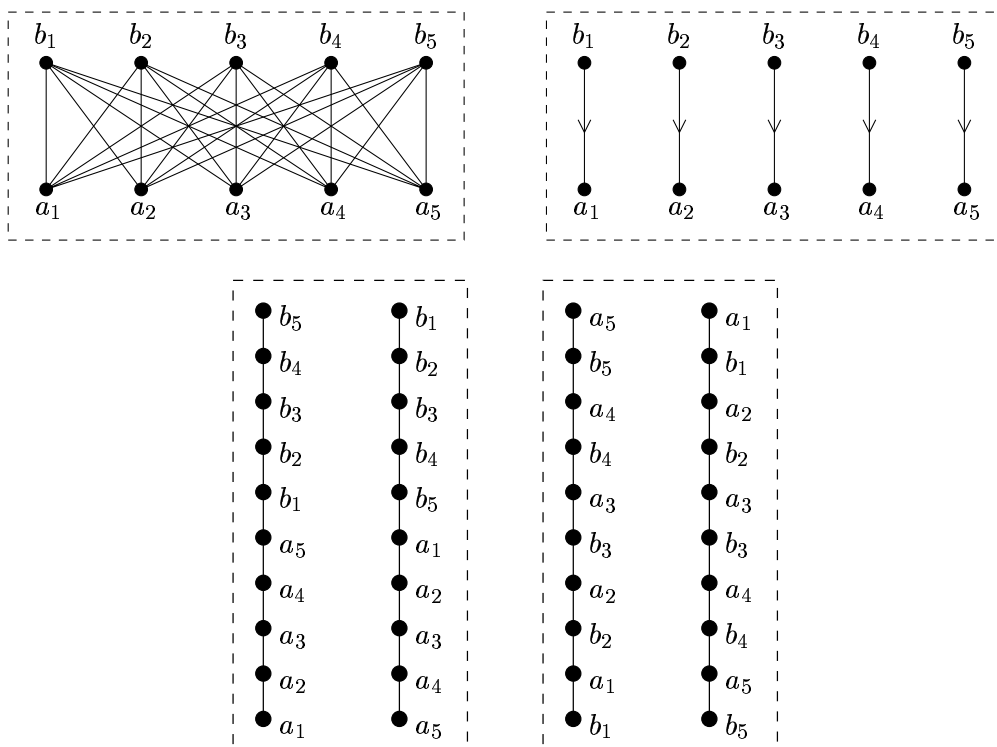 b₁ b₂ b₃ b₄ b₅
a₁ a₂ a₃ a₄ a₅
b₁ b₂ b₃ b₄ b₅
a₁ a₂ a₃ a₄ a₅
b₅
b₄
b₃
b₂
b₁
a₅
a₄
a₃
a₂
a₁
b₁
b₂
b₃
b₄
b₅
a₁
a₂
a₃
a₄
a₅
a₅
b₅
a₄
b₄
a₃
b₃
a₂
b₂
a₁
b₁
a₁
b₁
a₂
b₂
a₃
b₃
a₄
b₄
a₅
b₅